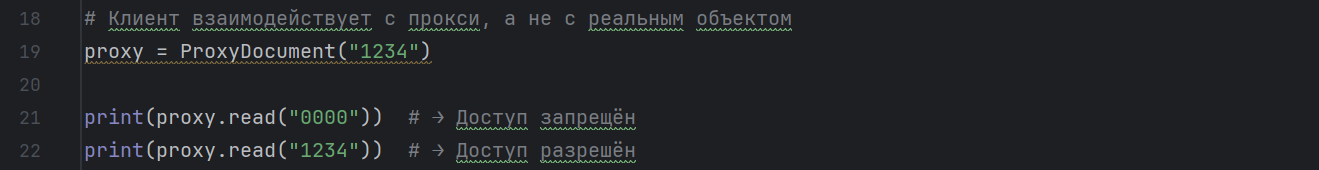 18 # Клиент взаимодействует с прокси, а не с реальным объектом
19 proxy = ProxyDocument("1234")
20
21 print(proxy.read("0000")) # → Доступ запрещён
22 print(proxy.read("1234")) # → Доступ разрешён